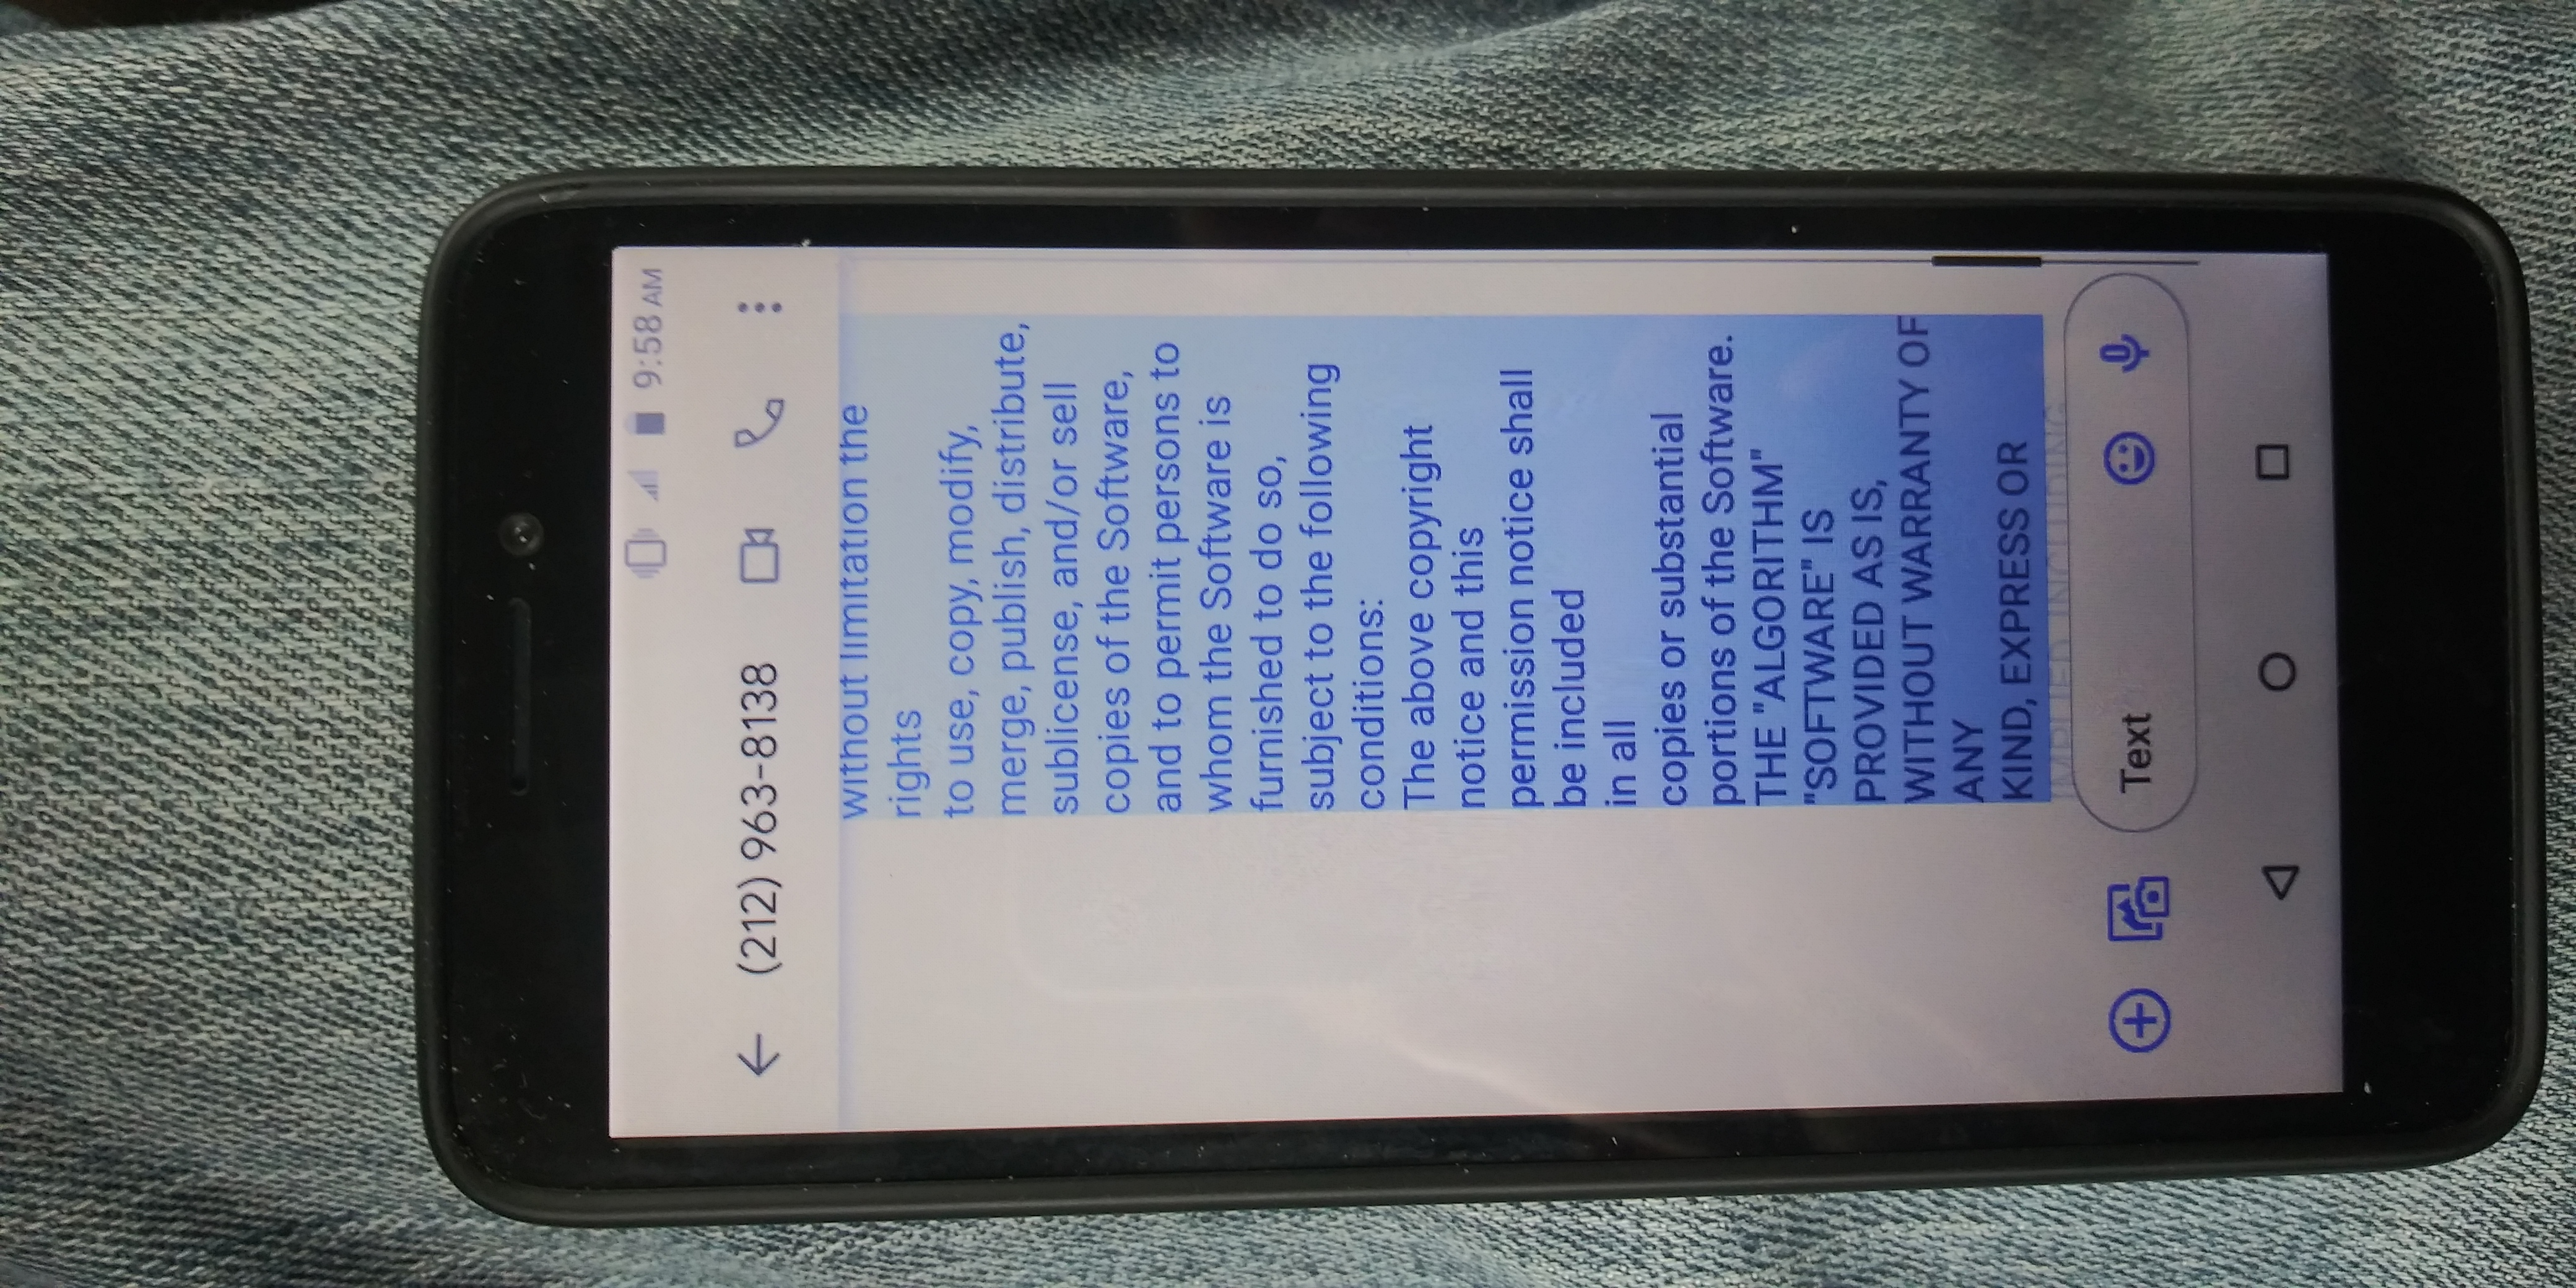 9:58 AM
(212) 963-8138
without limitation the
rights
to use, copy, modify,
merge, publish, distribute,
sublicense, and/or sell
copies of the Software,
and to permit persons to
whom the Software is
furnished to do so,
subject to the following
conditions:
The above copyright
notice and this
permission notice shall
be included
in all
copies or substantial
portions of the Software.
THE "ALGORITHM"
"SOFTWARE" IS
PROVIDED AS IS,
WITHOUT WARRANTY OF
ANY
KIND, EXPRESS OR
IMPLIED, INCLUDING
Text